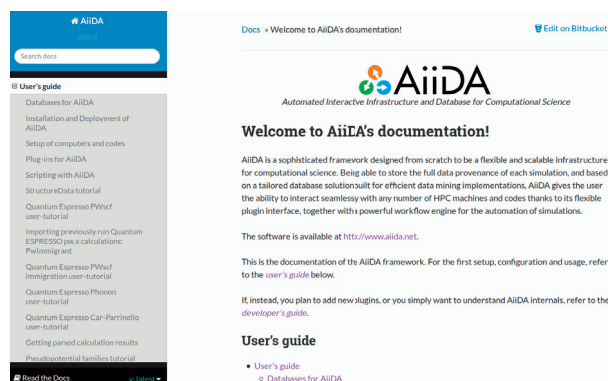 AiiDA
latest
Search docs
User's guide
Databases for AiiDA
Installation and Deployment of
AiiDA
Setup of computers and codes
Plug-ins for AiiDA
Scripting with AiiDA
StructureData tutorial
Quantum Espresso PWscf
user-tutorial
Importing previously run Quantum
ESPRESSO pw.x calculations:
PwImmigrant
Quantum Espresso PWscf
immigration user-tutorial
Quantum Espresso Phonon
user-tutorial
Quantum Espresso Car-Parrinello
user-tutorial
Getting parsed calculation results
Pseudopotential families tutorial
Read the Docs v: latest
Docs » Welcome to AiiDA's documentation!
Edit on Bitbucket
AiiDA
Automated Interactive Infrastructure and Database for Computational Science
Welcome to AiiDA's documentation!
AiiDA is a sophisticated framework designed from scratch to be a flexible and scalable infrastructure
for computational science. Being able to store the full data provenance of each simulation, and based
on a tailored database solution built for efficient data mining implementations, AiiDA gives the user
the ability to interact seamlessly with any number of HPC machines and codes thanks to its flexible
plugin interface, together with a powerful workflow engine for the automation of simulations.
The software is available at http://www.aiida.net.
This is the documentation of the AiiDA framework. For the first setup, configuration and usage, refer
to the user's guide below.
If, instead, you plan to add new plugins, or you simply want to understand AiiDA internals, refer to the
developer's guide.
User's guide
User's guide
Databases for AiiDA